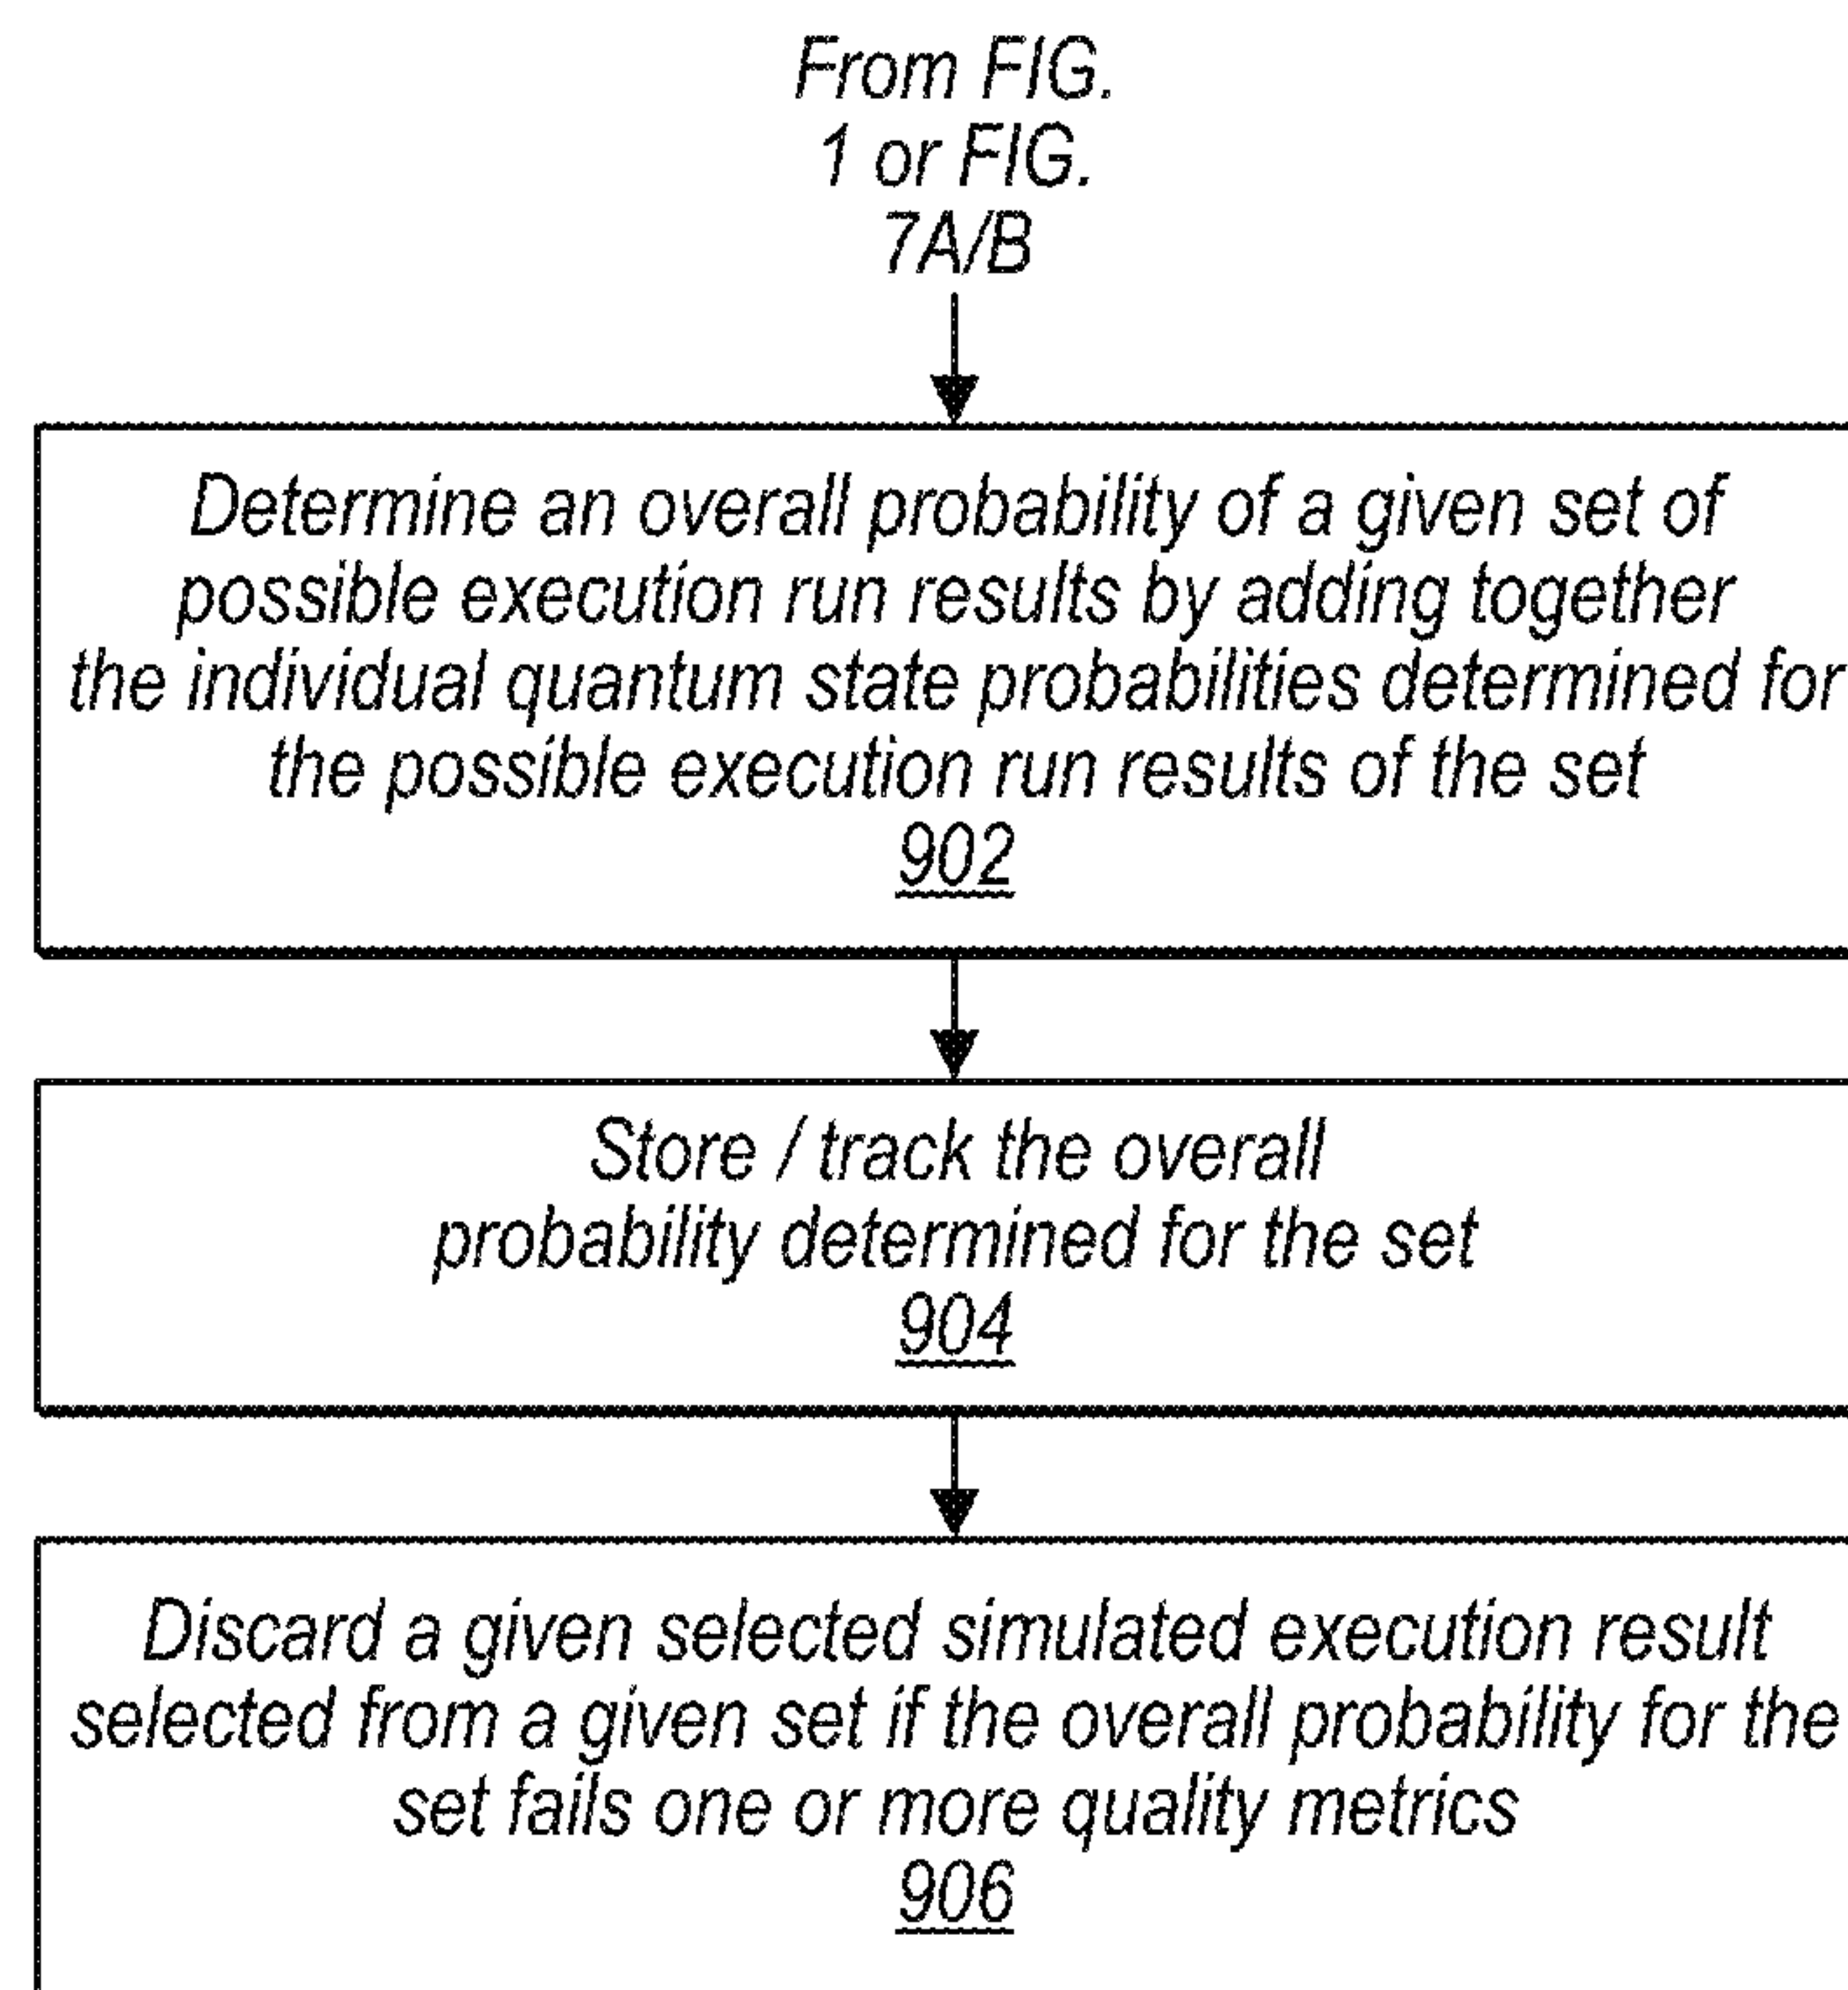 From FIG.
1 or FIG.
7A/B
Determine an overall probability of a given set of
possible execution run results by adding together
the individual quantum state probabilities determined for
the possible execution run results of the set
902
Store / track the overall
probability determined for the set
904
Discard a given selected simulated execution result
selected from a given set if the overall probability for the
set fails one or more quality metrics
906